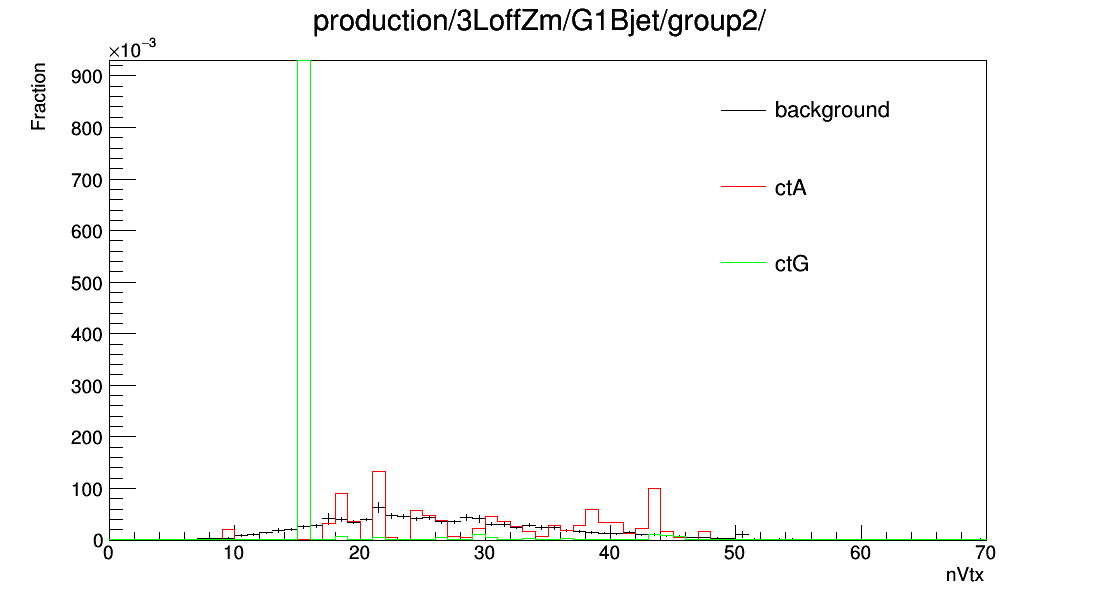 production/3LoffZm/G1Bjet/group2/
×10⁻³
Fraction
900
800
700
600
500
400
300
200
100
0
background
ctA
ctG
0 10 20 30 40 50 60 70
nVtx